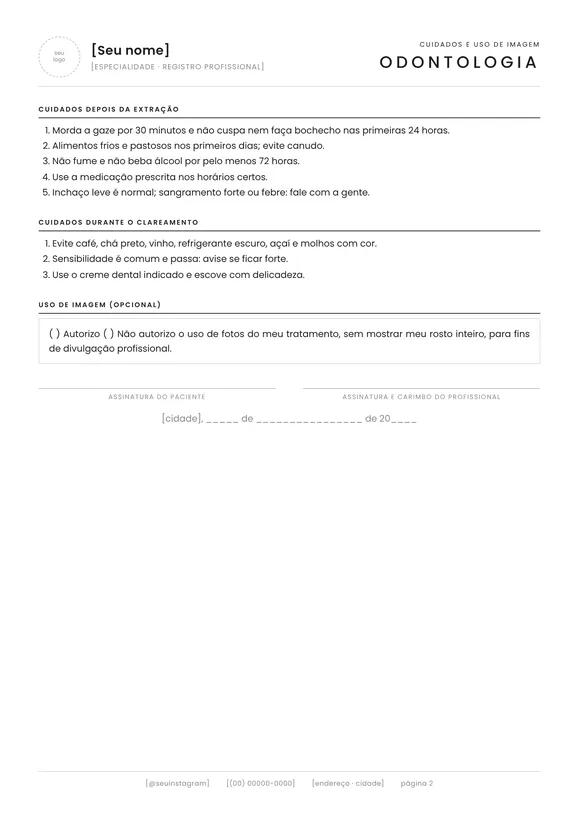 seu
logo
[Seu nome]
[ESPECIALIDADE · REGISTRO PROFISSIONAL]
CUIDADOS E USO DE IMAGEM
ODONTOLOGIA
CUIDADOS DEPOIS DA EXTRAÇÃO
1. Morda a gaze por 30 minutos e não cuspa nem faça bochecho nas primeiras 24 horas.
2. Alimentos frios e pastosos nos primeiros dias; evite canudo.
3. Não fume e não beba álcool por pelo menos 72 horas.
4. Use a medicação prescrita nos horários certos.
5. Inchaço leve é normal; sangramento forte ou febre: fale com a gente.
CUIDADOS DURANTE O CLAREAMENTO
1. Evite café, chá preto, vinho, refrigerante escuro, açaí e molhos com cor.
2. Sensibilidade é comum e passa: avise se ficar forte.
3. Use o creme dental indicado e escove com delicadeza.
USO DE IMAGEM (OPCIONAL)
( ) Autorizo ( ) Não autorizo o uso de fotos do meu tratamento, sem mostrar meu rosto inteiro, para fins
de divulgação profissional.
ASSINATURA DO PACIENTE
ASSINATURA E CARIMBO DO PROFISSIONAL
[cidade], _____ de ________________ de 20____
[@seuinstagram] [(00) 00000-0000] [endereço · cidade] página 2